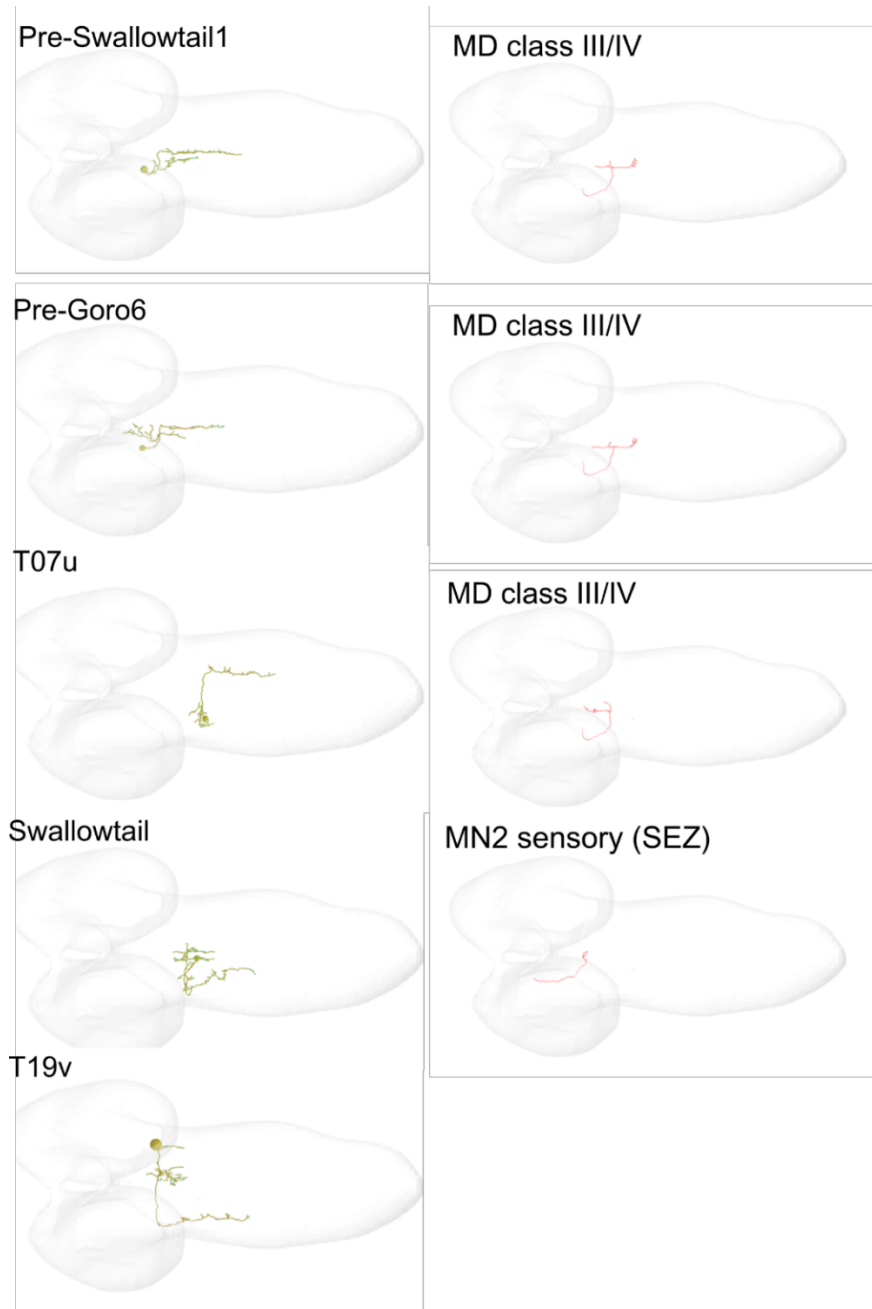 Pre-Swallowtail1
MD class III/IV
Pre-Goro6
MD class III/IV
T07u
MD class III/IV
Swallowtail
MN2 sensory (SEZ)
T19v